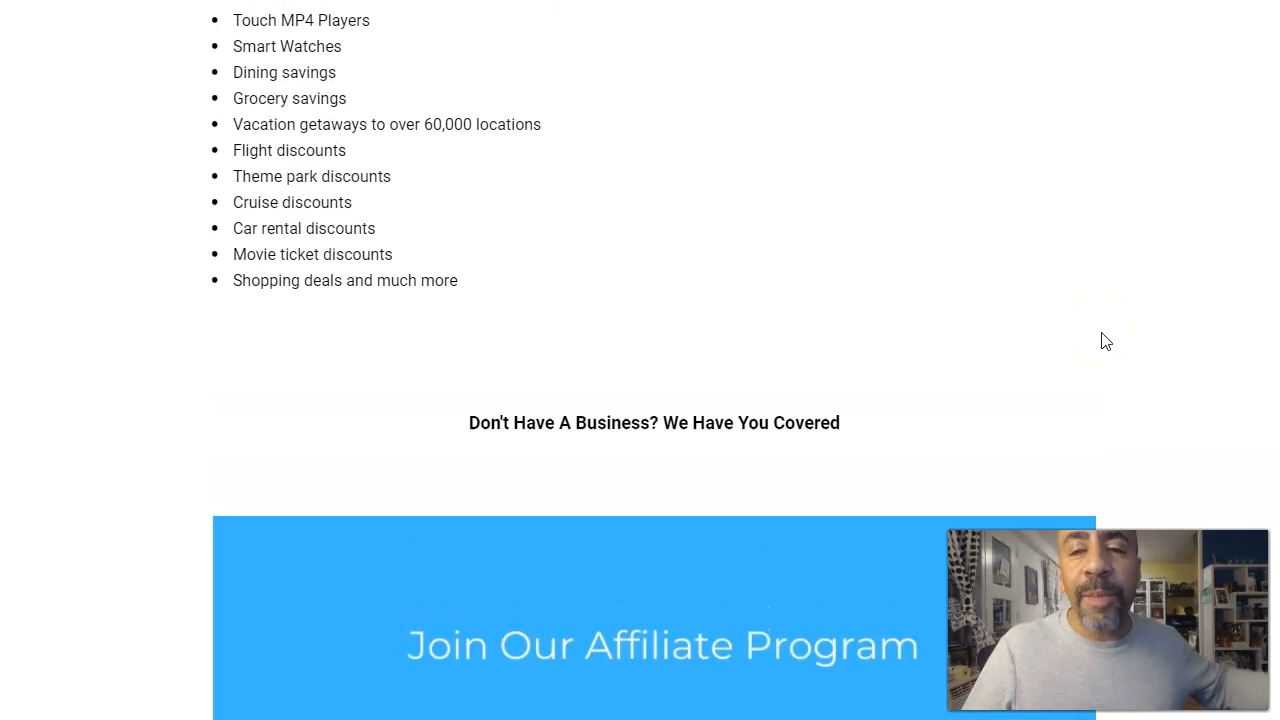 Touch MP4 Players
Smart Watches
Dining savings
Grocery savings
Vacation getaways to over 60,000 locations
Flight discounts
Theme park discounts
Cruise discounts
Car rental discounts
Movie ticket discounts
Shopping deals and much more
Don't Have A Business? We Have You Covered
Join Our Affiliate Program